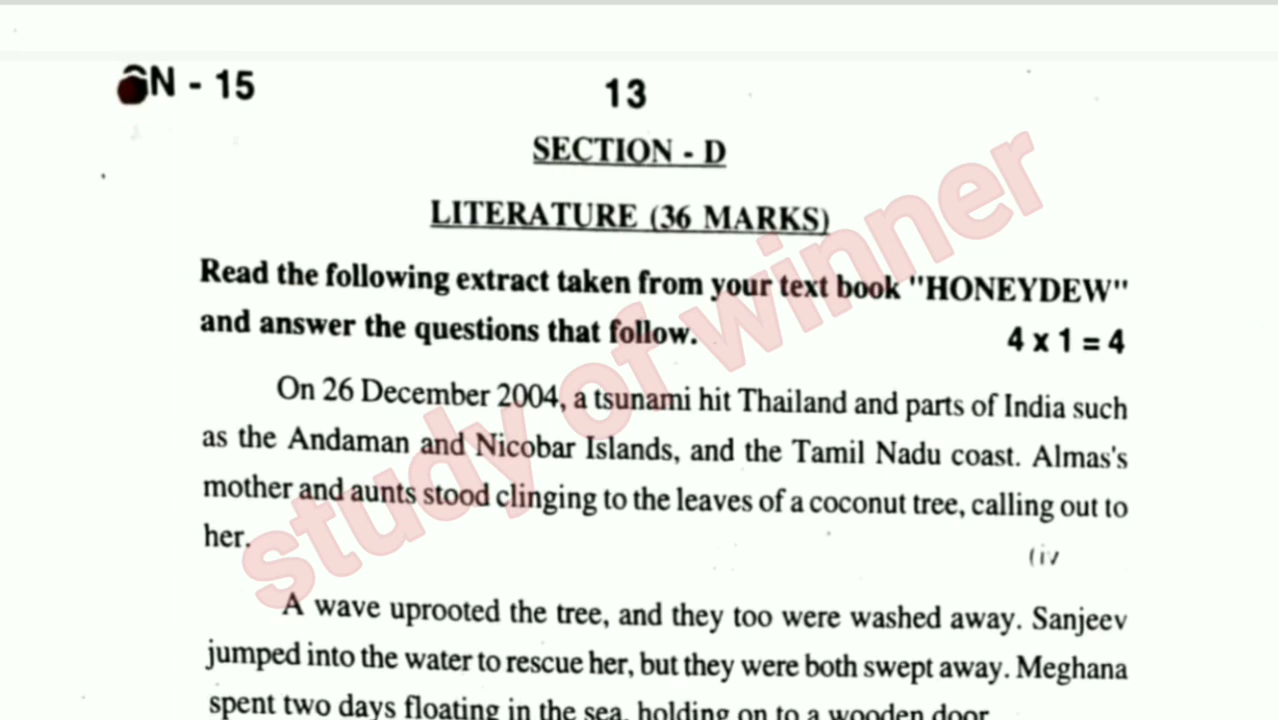 SN - 15
13
SECTION - D
LITERATURE (36 MARKS)
Read the following extract taken from your text book "HONEYDEW"
and answer the questions that follow.
4 x 1 = 4
On 26 December 2004, a tsunami hit Thailand and parts of India such
as the Andaman and Nicobar Islands, and the Tamil Nadu coast. Almas's
mother and aunts stood clinging to the leaves of a coconut tree, calling out to
her.
(iv
A wave uprooted the tree, and they too were washed away. Sanjeev
jumped into the water to rescue her, but they were both swept away. Meghana
spent two days floating in the sea, holding on to a wooden door.
study of winner